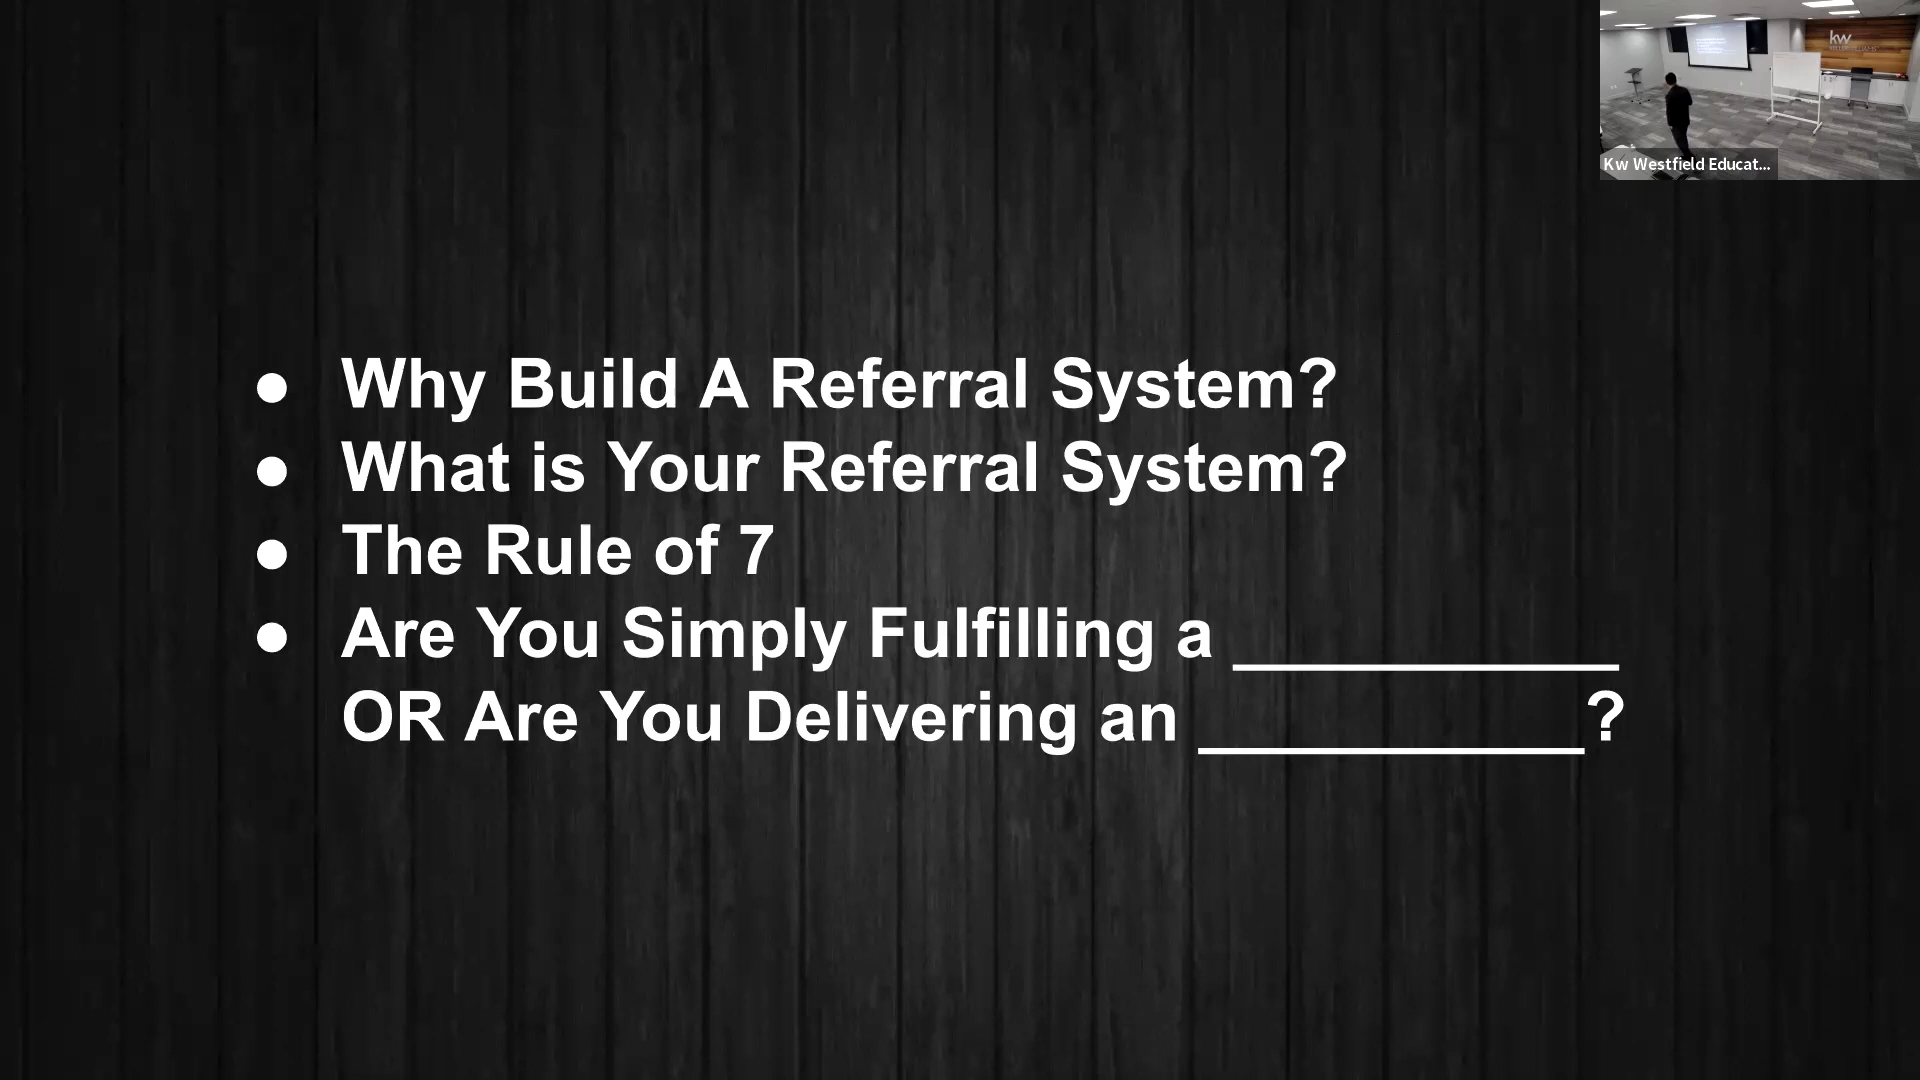 kw
Kw Westfield Educat...
● Why Build A Referral System?
● What is Your Referral System?
● The Rule of 7
● Are You Simply Fulfilling a ___________
OR Are You Delivering an ___________?